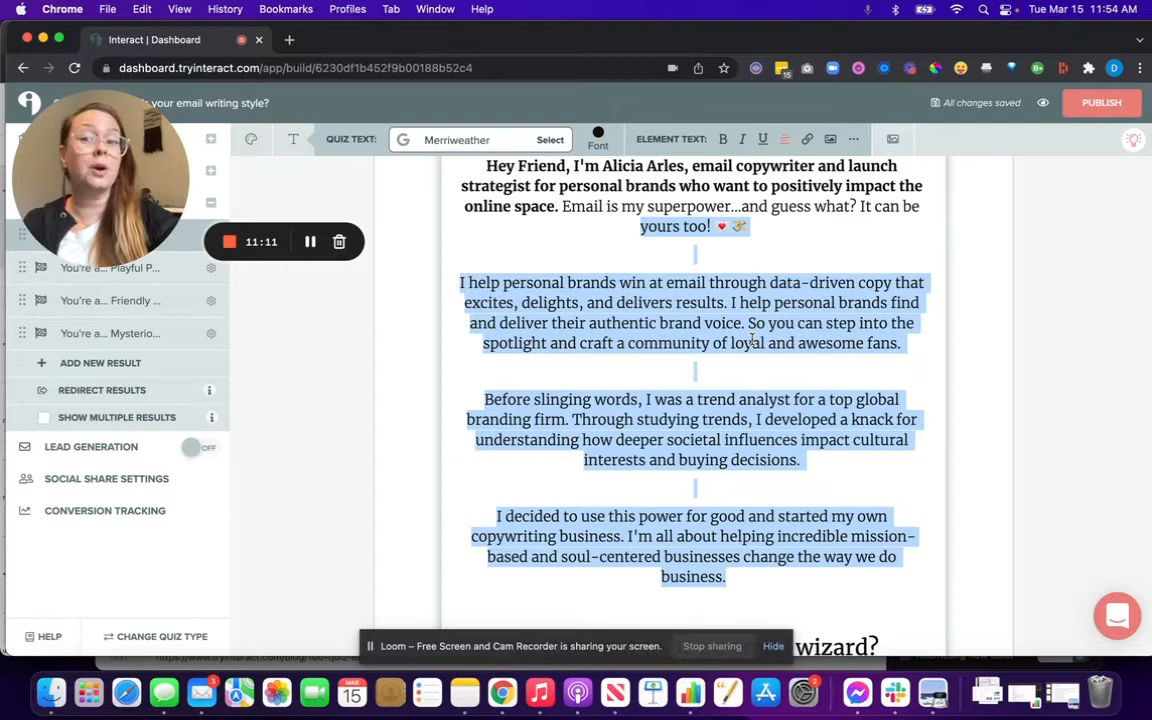 Chrome File Edit View History Bookmarks Profiles Tab Window Help
Tue Mar 15 11:54 AM
Interact | Dashboard
dashboard.tryinteract.com/app/build/6230df1b452f9b00188b52c4
15
B+
D
your email writing style?
All changes saved
PUBLISH
QUIZ TEXT:
G Merriweather Select
Font
ELEMENT TEXT:
B I U
11:11
You're a... Playful P...
You're a... Friendly ...
You're a... Mysterio...
ADD NEW RESULT
REDIRECT RESULTS
SHOW MULTIPLE RESULTS
LEAD GENERATION OFF
SOCIAL SHARE SETTINGS
CONVERSION TRACKING
HELP
CHANGE QUIZ TYPE
Hey Friend, I'm Alicia Arles, email copywriter and launch
strategist for personal brands who want to positively impact the
online space. Email is my superpower...and guess what? It can be
yours too!
I help personal brands win at email through data-driven copy that
excites, delights, and delivers results. I help personal brands find
and deliver their authentic brand voice. So you can step into the
spotlight and craft a community of loyal and awesome fans.
Before slinging words, I was a trend analyst for a top global
branding firm. Through studying trends, I developed a knack for
understanding how deeper societal influences impact cultural
interests and buying decisions.
I decided to use this power for good and started my own
copywriting business. I'm all about helping incredible mission-
based and soul-centered businesses change the way we do
business.
wizard?
Loom – Free Screen and Cam Recorder is sharing your screen.
Stop sharing
Hide
3
MAR
15
2